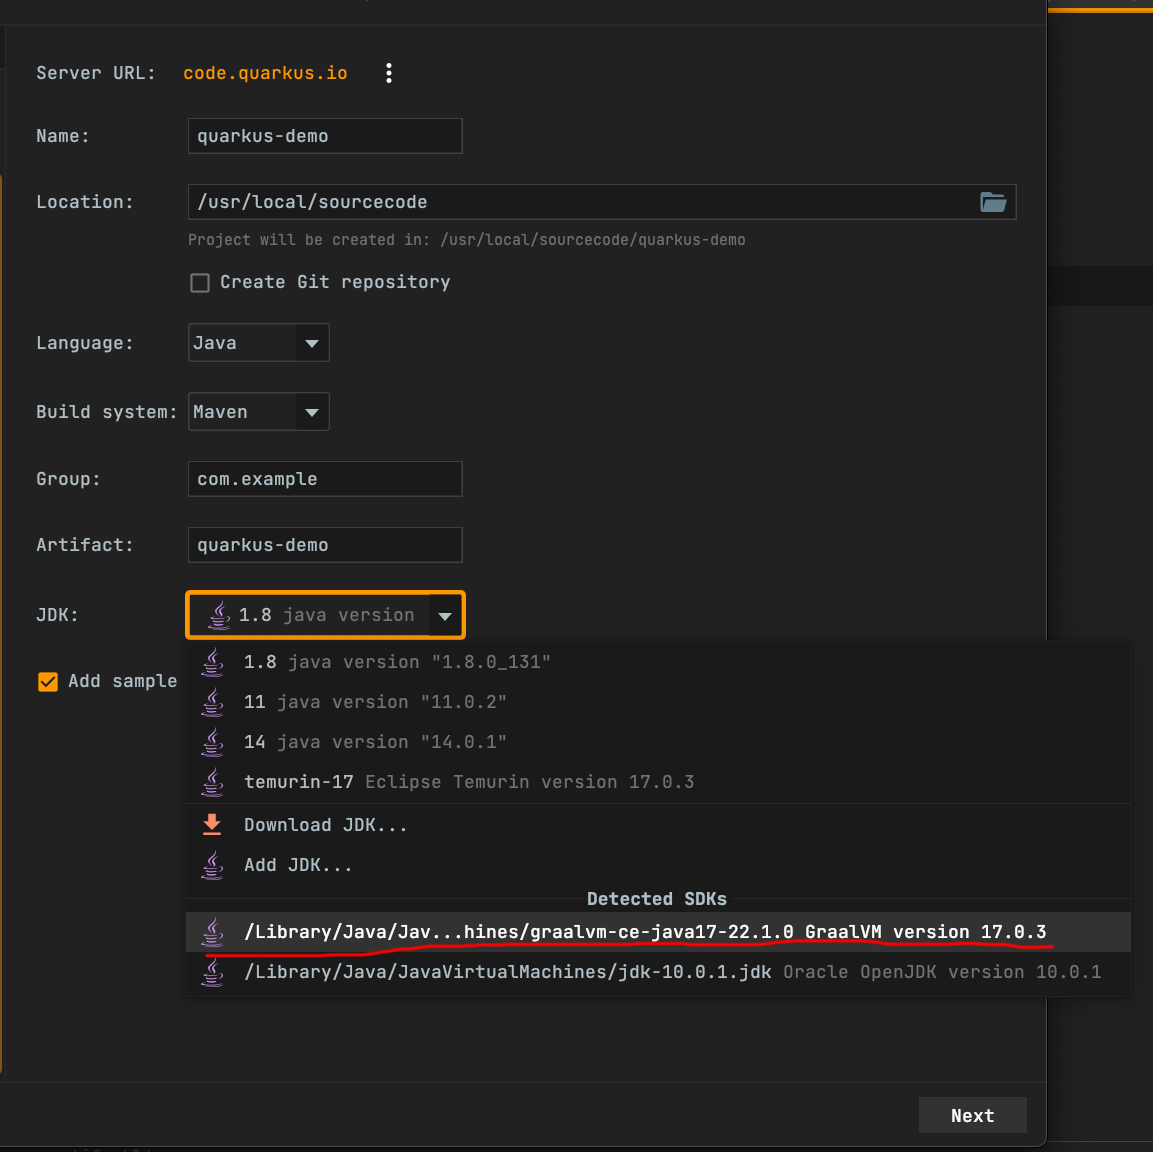 Server URL: code.quarkus.io
Name: quarkus-demo
Location: /usr/local/sourcecode
Project will be created in: /usr/local/sourcecode/quarkus-demo
Create Git repository
Language: Java
Build system: Maven
Group: com.example
Artifact: quarkus-demo
JDK: 1.8 java version
Add sample
1.8 java version "1.8.0_131"
11 java version "11.0.2"
14 java version "14.0.1"
temurin-17 Eclipse Temurin version 17.0.3
Download JDK...
Add JDK...
Detected SDKs
/Library/Java/Jav...hines/graalvm-ce-java17-22.1.0 GraalVM version 17.0.3
/Library/Java/JavaVirtualMachines/jdk-10.0.1.jdk Oracle OpenJDK version 10.0.1
Next